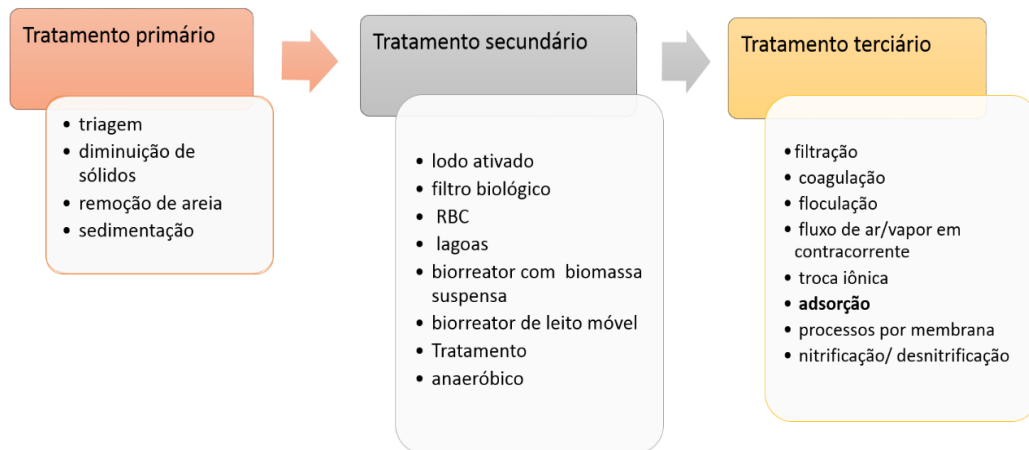 Tratamento primário
• triagem
• diminuição de
sólidos
• remoção de areia
• sedimentação
Tratamento secundário
• lodo ativado
• filtro biológico
• RBC
• lagoas
• biorreator com biomassa
suspensa
• biorreator de leito móvel
• Tratamento
• anaeróbico
Tratamento terciário
• filtração
• coagulação
• floculação
• fluxo de ar/vapor em
contracorrente
• troca iônica
• adsorção
• processos por membrana
• nitrificação/ desnitrificação